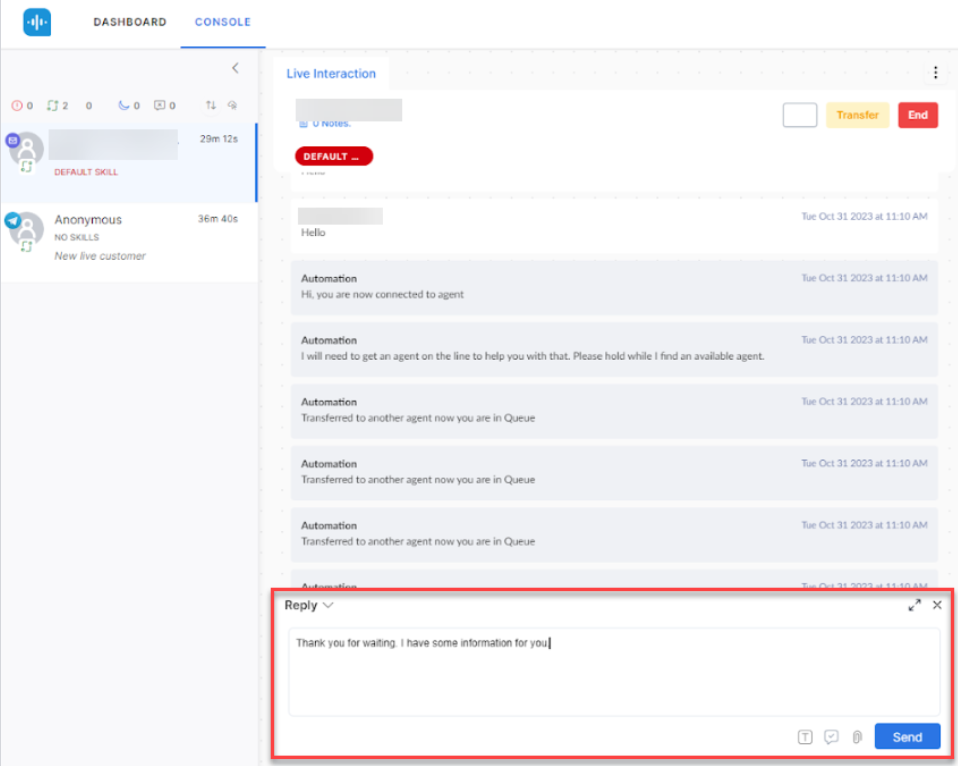 DASHBOARD CONSOLE
Live Interaction
0 2 0 0 0
0 Notes.
Transfer End
29m 12s
DEFAULT SKILL
DEFAULT ...
Anonymous 36m 40s
NO SKILLS
New live customer
Tue Oct 31 2023 at 11:10 AM
Hello
Automation Tue Oct 31 2023 at 11:10 AM
Hi, you are now connected to agent
Automation Tue Oct 31 2023 at 11:10 AM
I will need to get an agent on the line to help you with that. Please hold while I find an available agent.
Automation Tue Oct 31 2023 at 11:10 AM
Transferred to another agent now you are in Queue
Automation Tue Oct 31 2023 at 11:10 AM
Transferred to another agent now you are in Queue
Automation Tue Oct 31 2023 at 11:10 AM
Transferred to another agent now you are in Queue
Automation Tue Oct 31 2023 at 11:10 AM
Reply
Thank you for waiting. I have some information for you.
Send